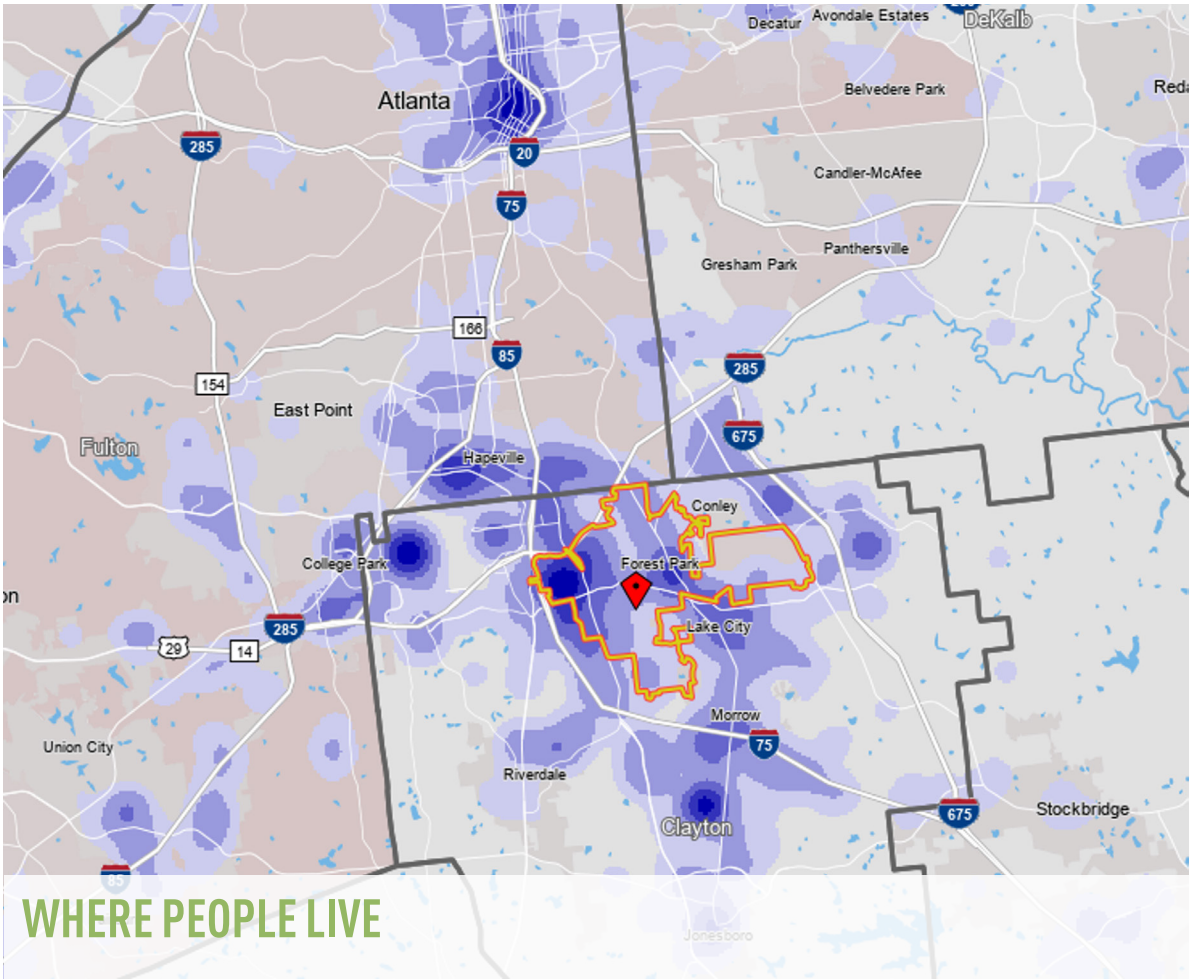 Decatur
Avondale Estates
DeKalb
Atlanta
Belvedere Park
285
20
Candler-McAfee
75
Panthersville
Gresham Park
166
85
285
154
East Point
675
Fulton
Hapeville
Conley
College Park
Forest Park
285
Lake City
29
14
Morrow
75
Union City
Riverdale
675
Stockbridge
Clayton
85
WHERE PEOPLE LIVE
Jonesboro